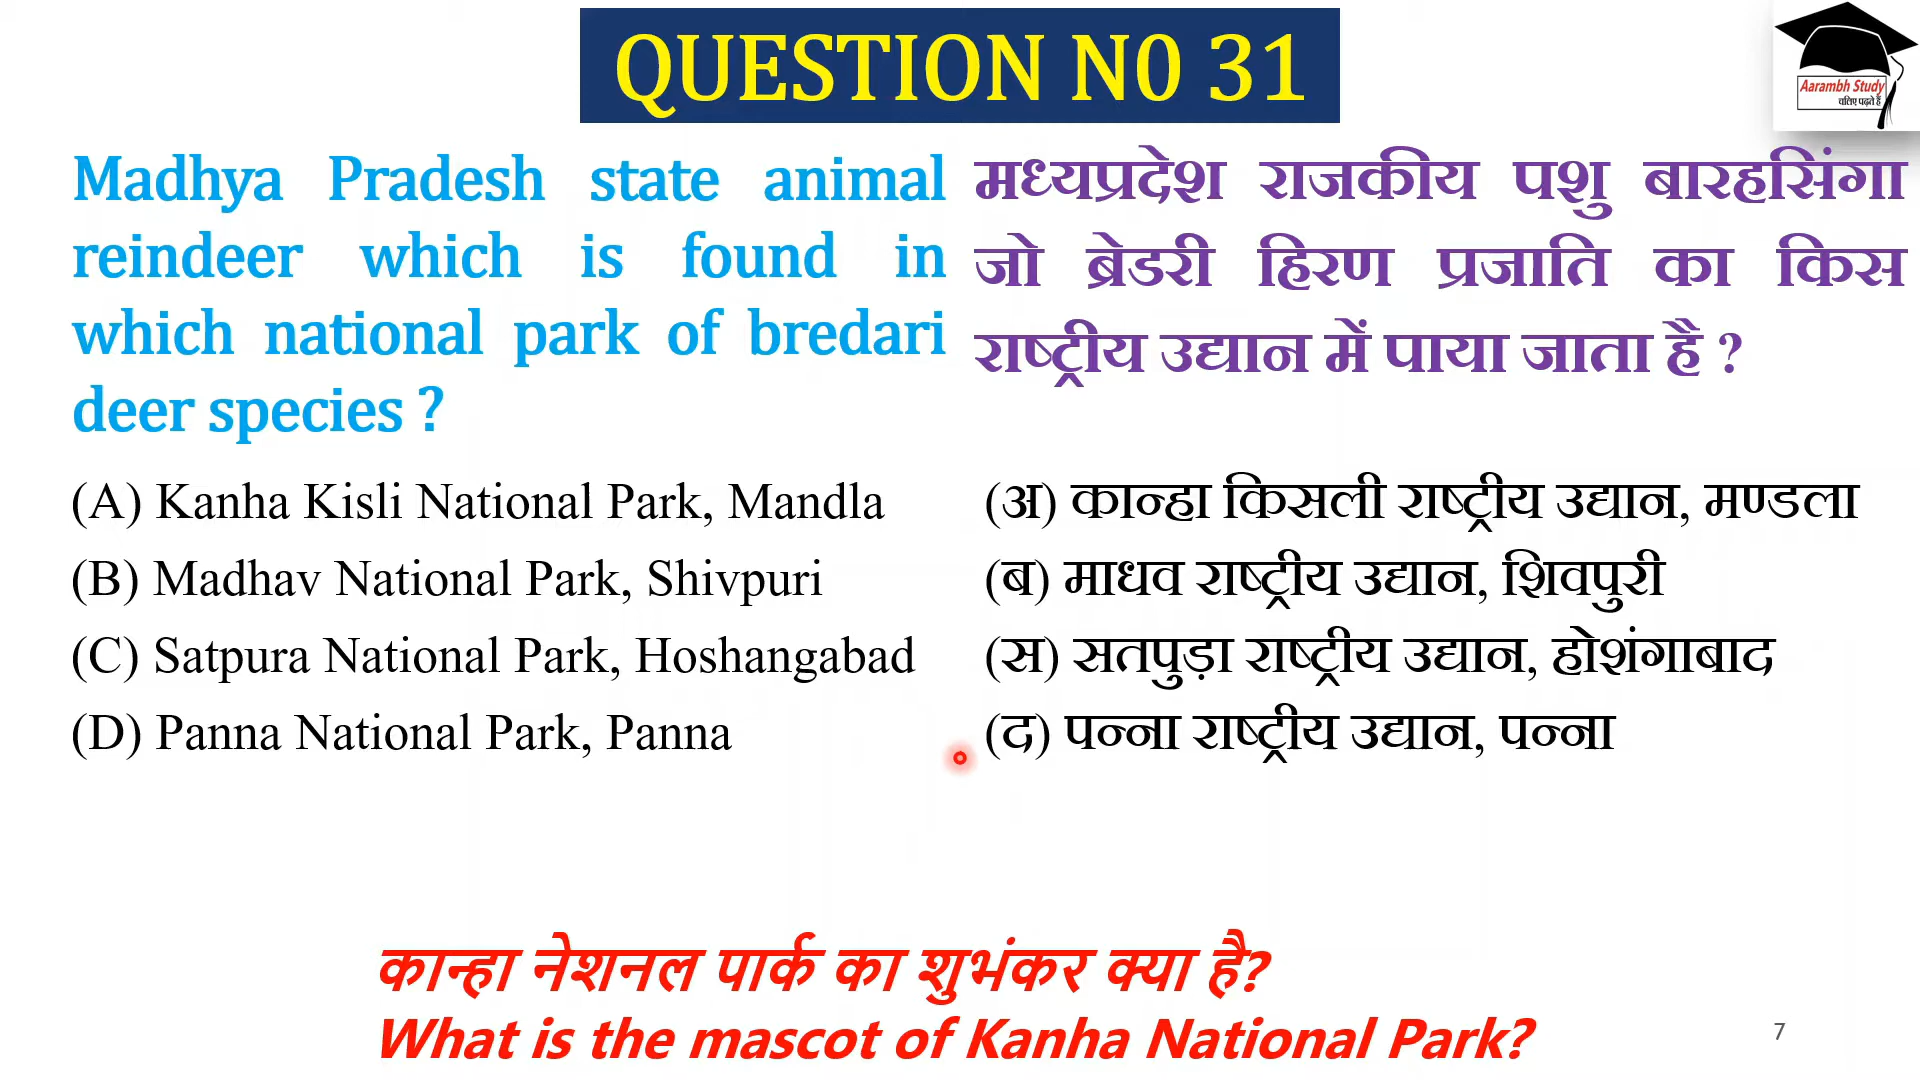 QUESTION N0 31
Aarambh Study
चलिए पढ़ते हैं
Madhya Pradesh state animal
reindeer which is found in
which national park of bredari
deer species ?
मध्यप्रदेश राजकीय पशु बारहसिंगा
जो ब्रेडरी हिरण प्रजाति का किस
राष्ट्रीय उद्यान में पाया जाता है ?
(A) Kanha Kisli National Park, Mandla
(B) Madhav National Park, Shivpuri
(C) Satpura National Park, Hoshangabad
(D) Panna National Park, Panna
(अ) कान्हा किसली राष्ट्रीय उद्यान, मण्डला
(ब) माधव राष्ट्रीय उद्यान, शिवपुरी
(स) सतपुड़ा राष्ट्रीय उद्यान, होशंगाबाद
(द) पन्ना राष्ट्रीय उद्यान, पन्ना
कान्हा नेशनल पार्क का शुभंकर क्या है?
What is the mascot of Kanha National Park?
7